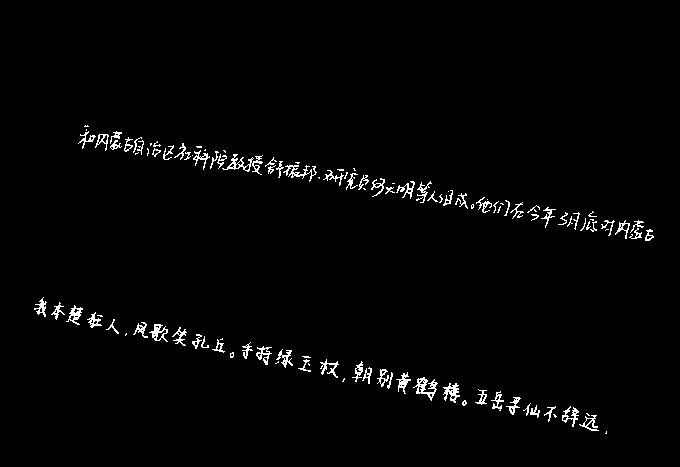 和内蒙古自治区社科院教授舒振邦、研究员何天明等人组成。他们在今年3月底对内蒙古
我本楚狂人,凤歌笑孔丘。手持绿玉杖,朝别黄鹤楼。五岳寻仙不辞远,